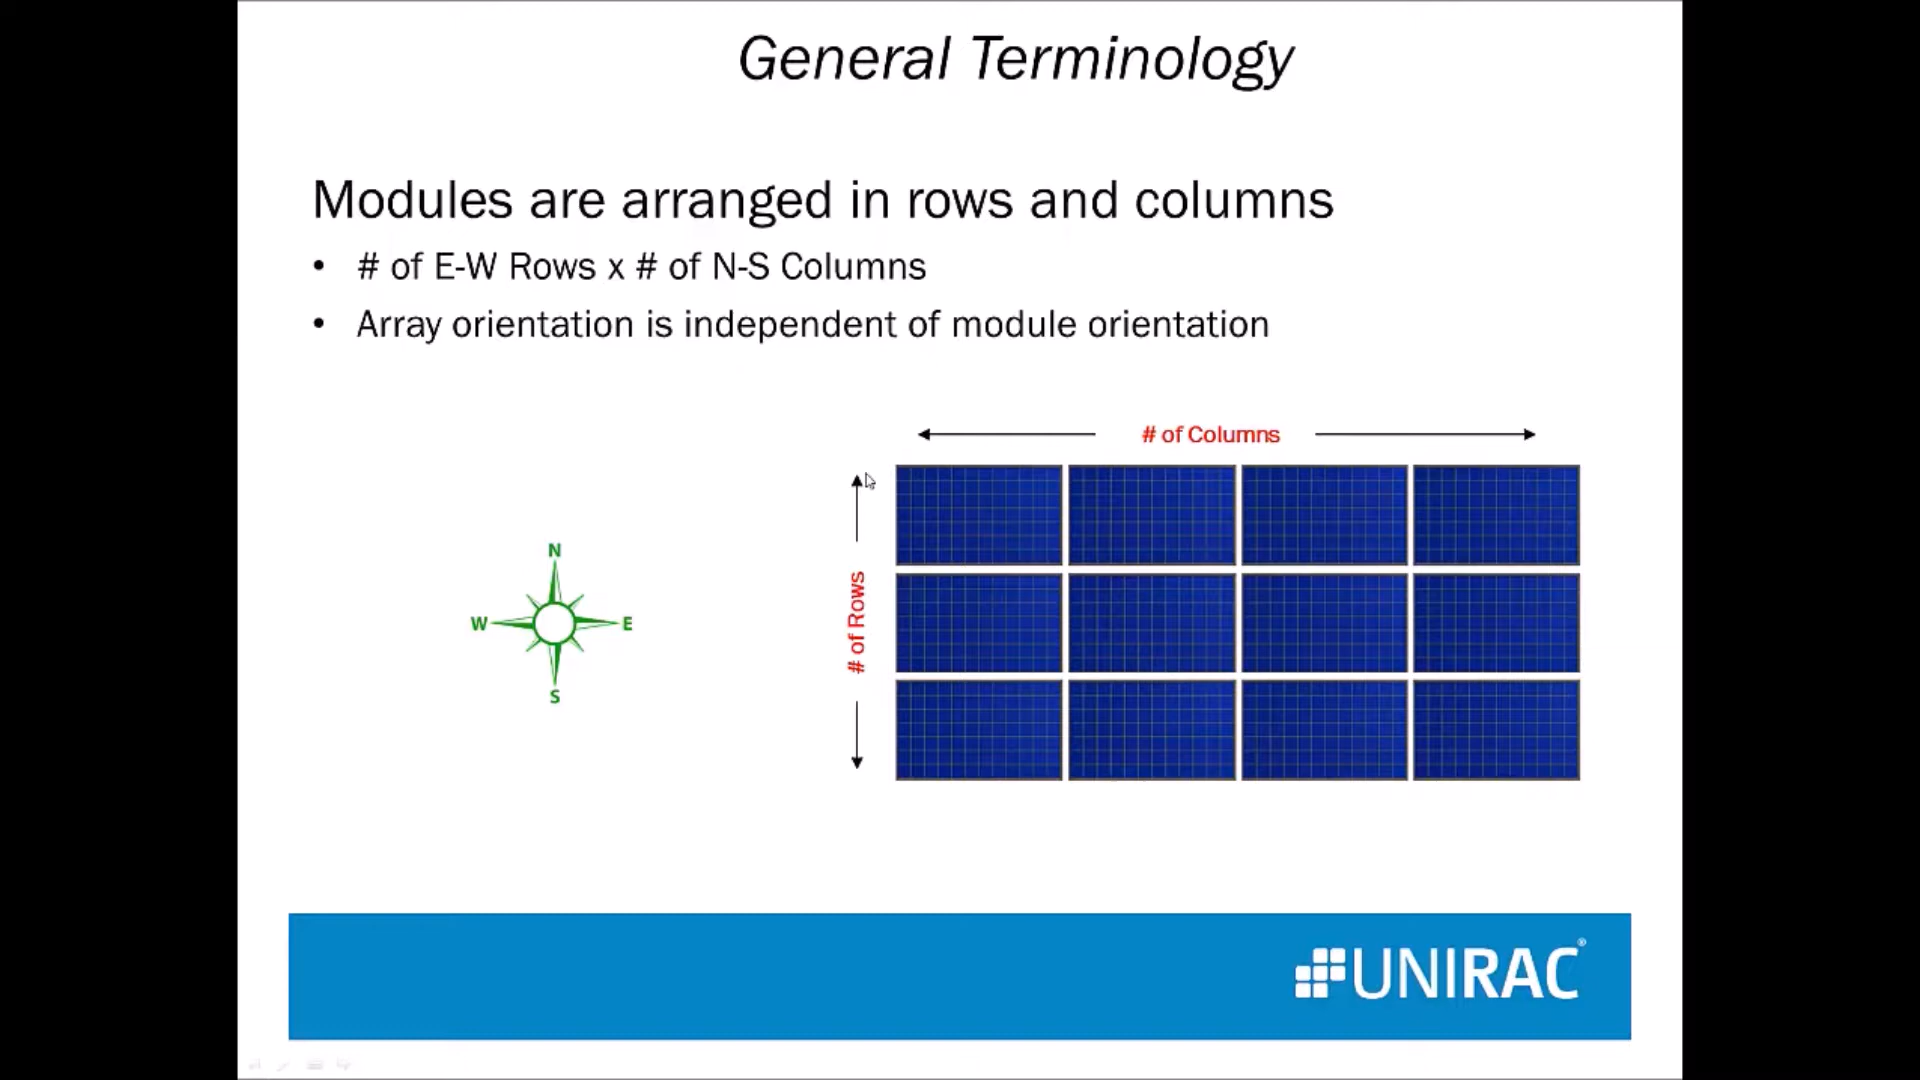 General Terminology
Modules are arranged in rows and columns
• # of E-W Rows x # of N-S Columns
• Array orientation is independent of module orientation
# of Columns
# of Rows
N
W E
S
UNIRAC®